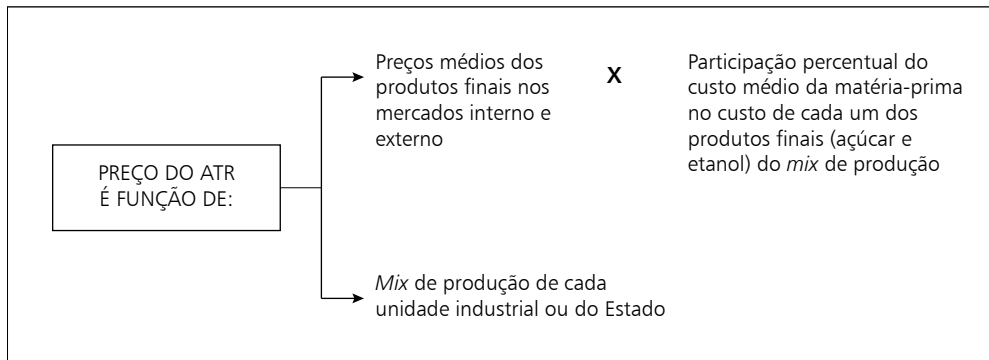 PREÇO DO ATR
É FUNÇÃO DE:
Preços médios dos
produtos finais nos
mercados interno e
externo
X
Participação percentual do
custo médio da matéria-prima
no custo de cada um dos
produtos finais (açúcar e
etanol) do mix de produção
Mix de produção de cada
unidade industrial ou do Estado